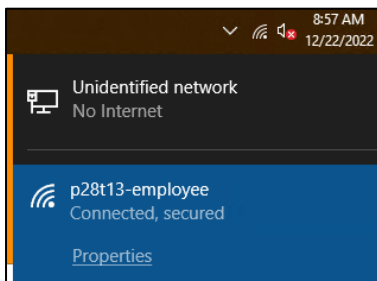 8:57 AM
12/22/2022
Unidentified network
No Internet
p28t13-employee
Connected, secured
Properties